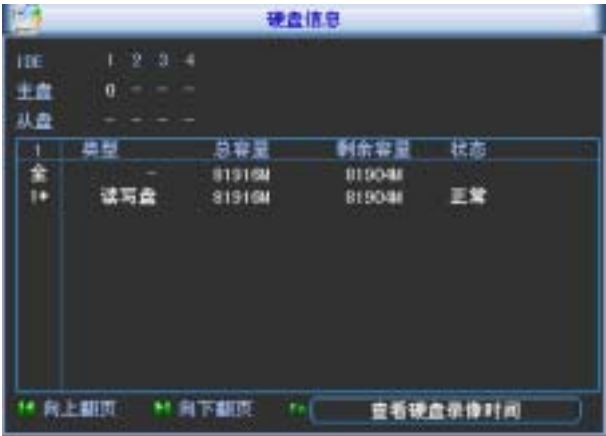 硬盘信息
IDE 1 2 3 4
主盘 0 - - -
从盘 - - - -
1 类型 总容量 剩余容量 状态
全 - 81916M 81904M
1* 读写盘 81916M 81904M 正常
向上翻页 向下翻页 Fn 查看硬盘录像时间